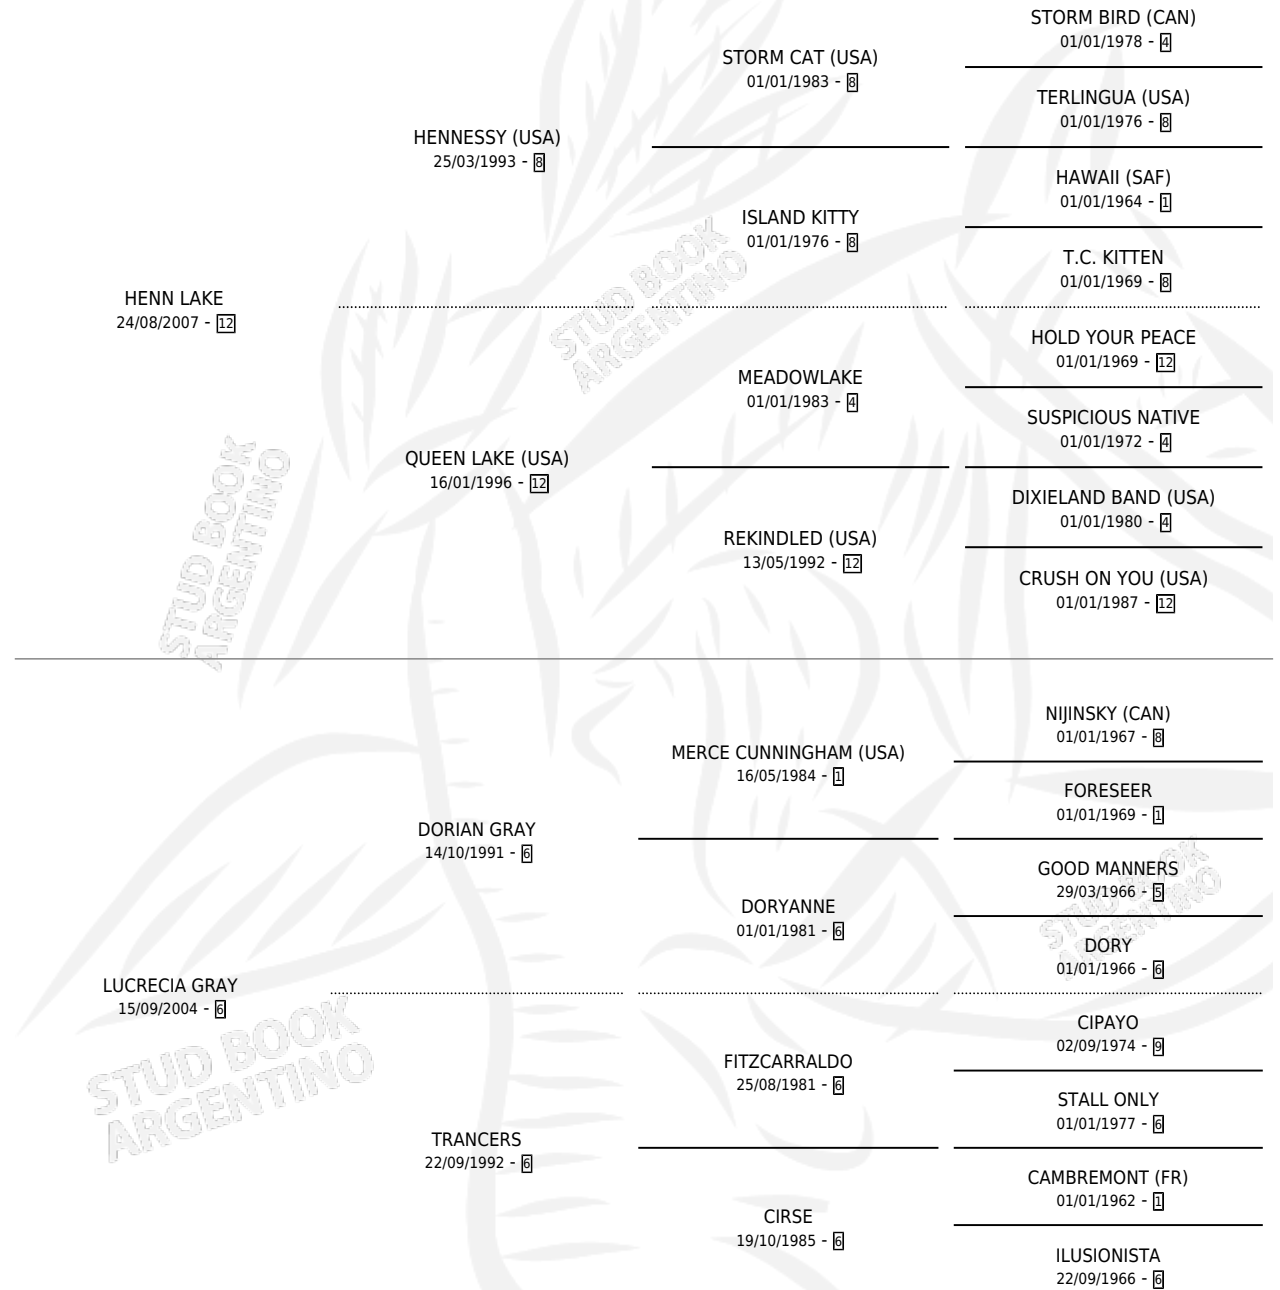 STORM BIRD (CAN)
01/01/1978 - 4
STORM CAT (USA)
01/01/1983 - 8
TERLINGUA (USA)
01/01/1976 - 8
HENNESSY (USA)
25/03/1993 - 8
HAWAII (SAF)
01/01/1964 - 1
ISLAND KITTY
01/01/1976 - 8
T.C. KITTEN
01/01/1969 - 8
HENN LAKE
24/08/2007 - 12
STUD BOOK
ARGENTINO
HOLD YOUR PEACE
01/01/1969 - 12
MEADOWLAKE
01/01/1983 - 4
SUSPICIOUS NATIVE
01/01/1972 - 4
QUEEN LAKE (USA)
16/01/1996 - 12
DIXIELAND BAND (USA)
01/01/1980 - 4
REKINDLED (USA)
13/05/1992 - 12
CRUSH ON YOU (USA)
01/01/1987 - 12
STUD BOOK
ARGENTINO
NIJINSKY (CAN)
01/01/1967 - 8
MERCE CUNNINGHAM (USA)
16/05/1984 - 1
FORESEER
01/01/1969 - 1
DORIAN GRAY
14/10/1991 - 6
GOOD MANNERS
29/03/1966 - 5
DORYANNE
01/01/1981 - 6
STUD BOOK
ARGENTINO
DORY
01/01/1966 - 6
LUCRECIA GRAY
15/09/2004 - 6
STUD BOOK
ARGENTINO
CIPAYO
02/09/1974 - 9
FITZCARRALDO
25/08/1981 - 6
STALL ONLY
01/01/1977 - 6
TRANCERS
22/09/1992 - 6
CAMBREMONT (FR)
01/01/1962 - 1
CIRSE
19/10/1985 - 6
ILUSIONISTA
22/09/1966 - 6